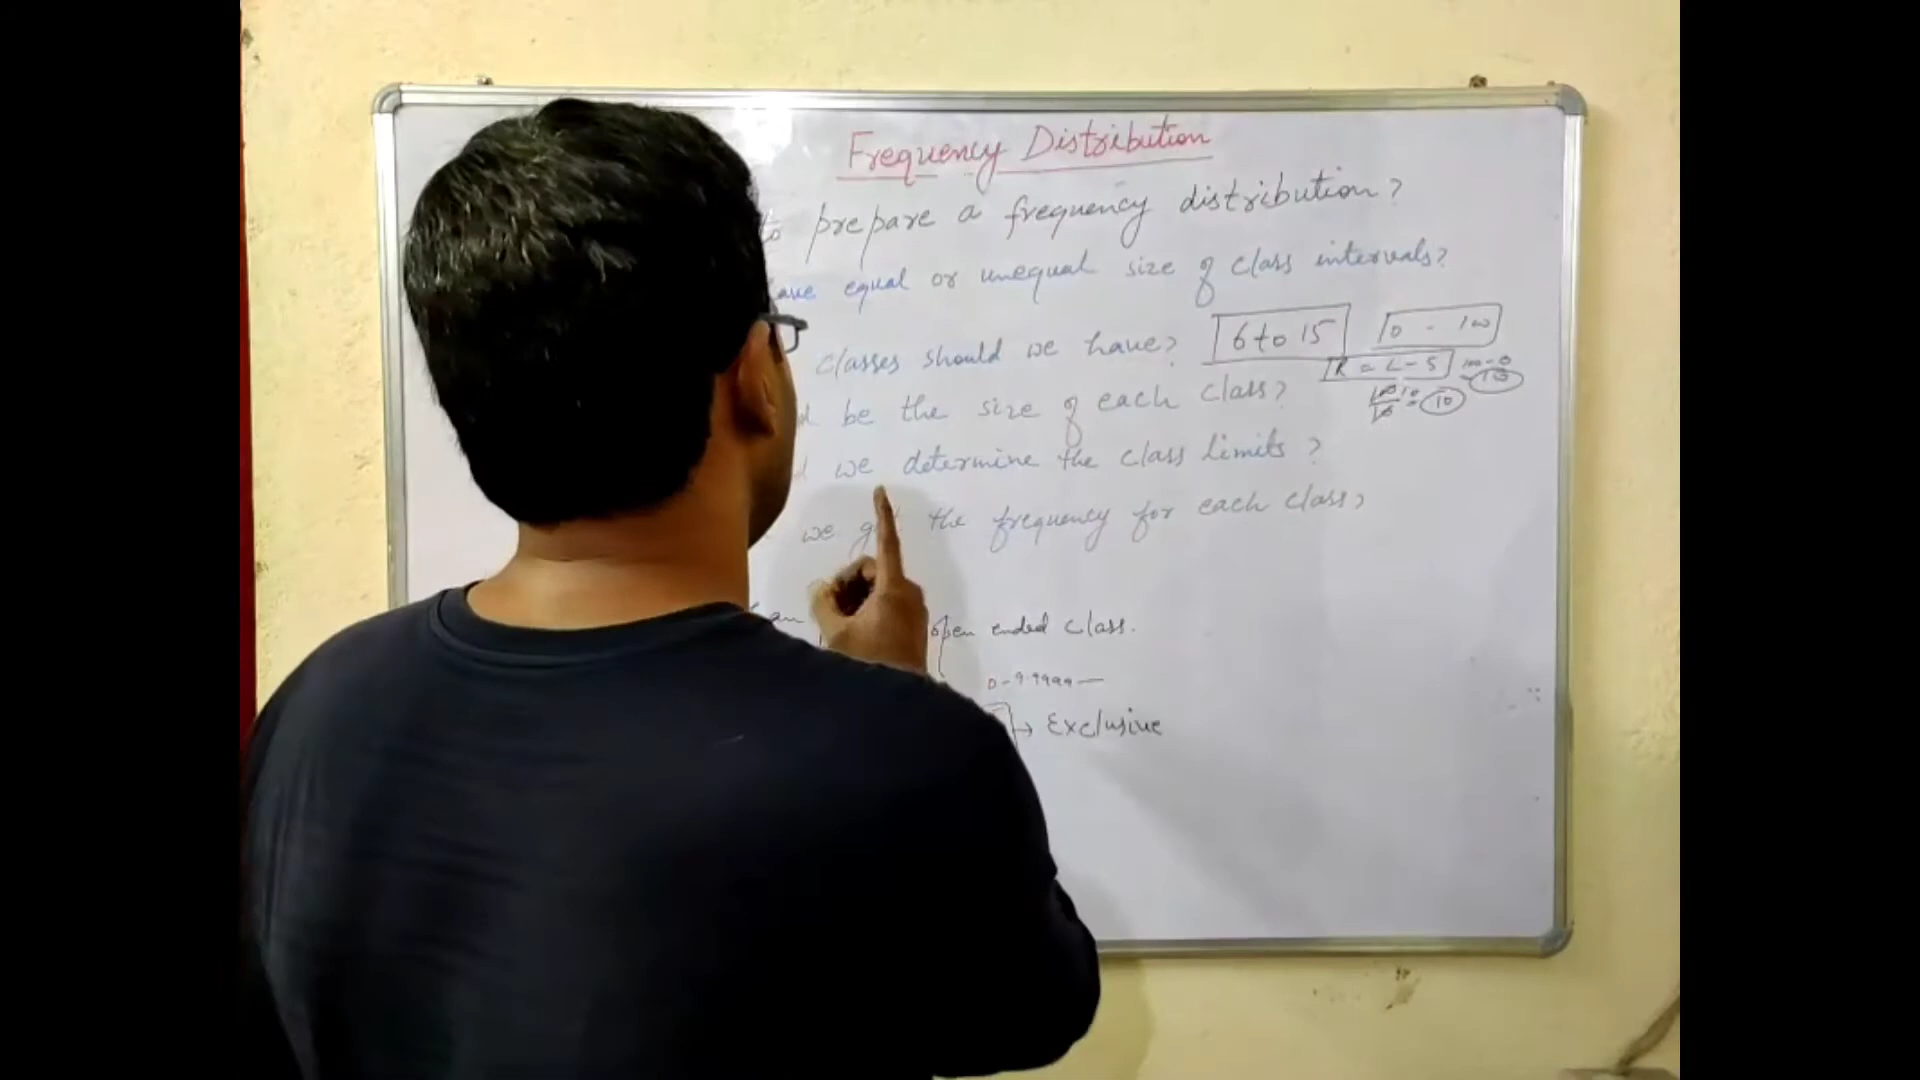 Frequency Distribution
to prepare a frequency distribution?
equal or unequal size of class intervals?
classes should we have? 6 to 15 0 - 100
R = L - S 100-0
be the size of each class?
we determine the class limits?
we the frequency for each class?
open ended class.
0-9.9999—
→ Exclusive